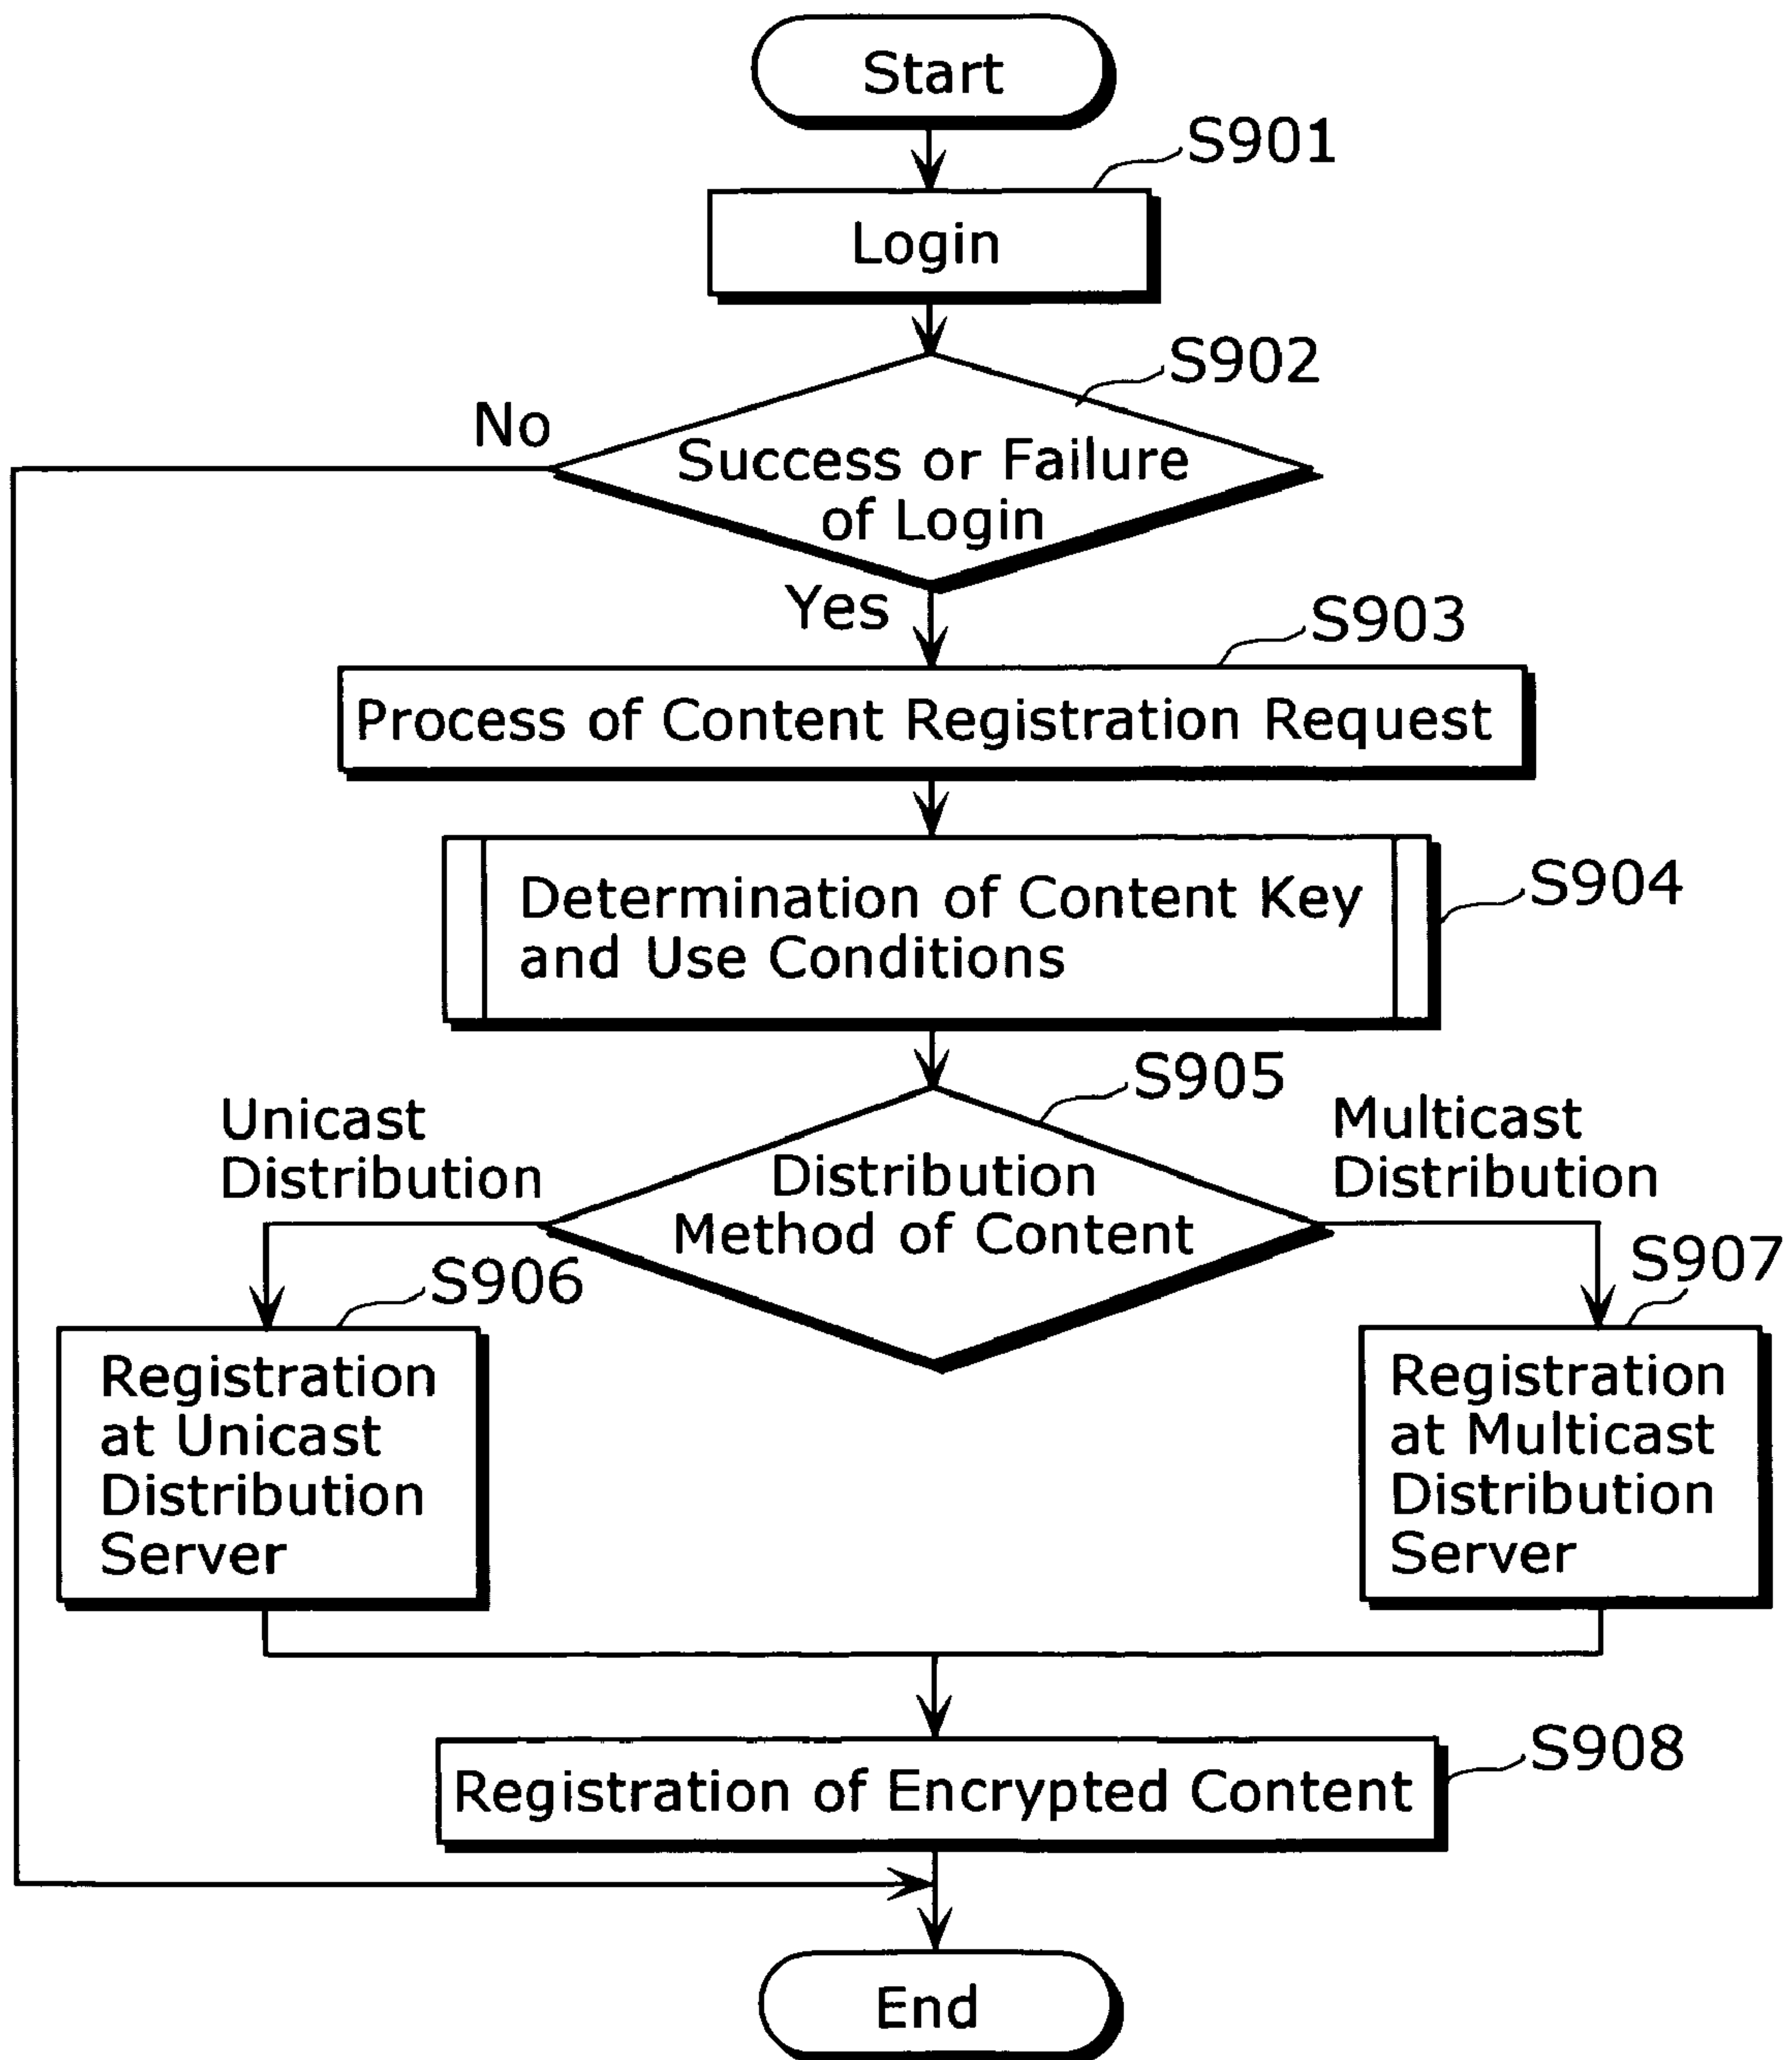 Start
S901
Login
S902
No
Success or Failure
of Login
Yes
S903
Process of Content Registration Request
Determination of Content Key
and Use Conditions
S904
S905
Unicast
Distribution
Multicast
Distribution
Distribution
Method of Content
S906
S907
Registration
at Unicast
Distribution
Server
Registration
at Multicast
Distribution
Server
S908
Registration of Encrypted Content
End